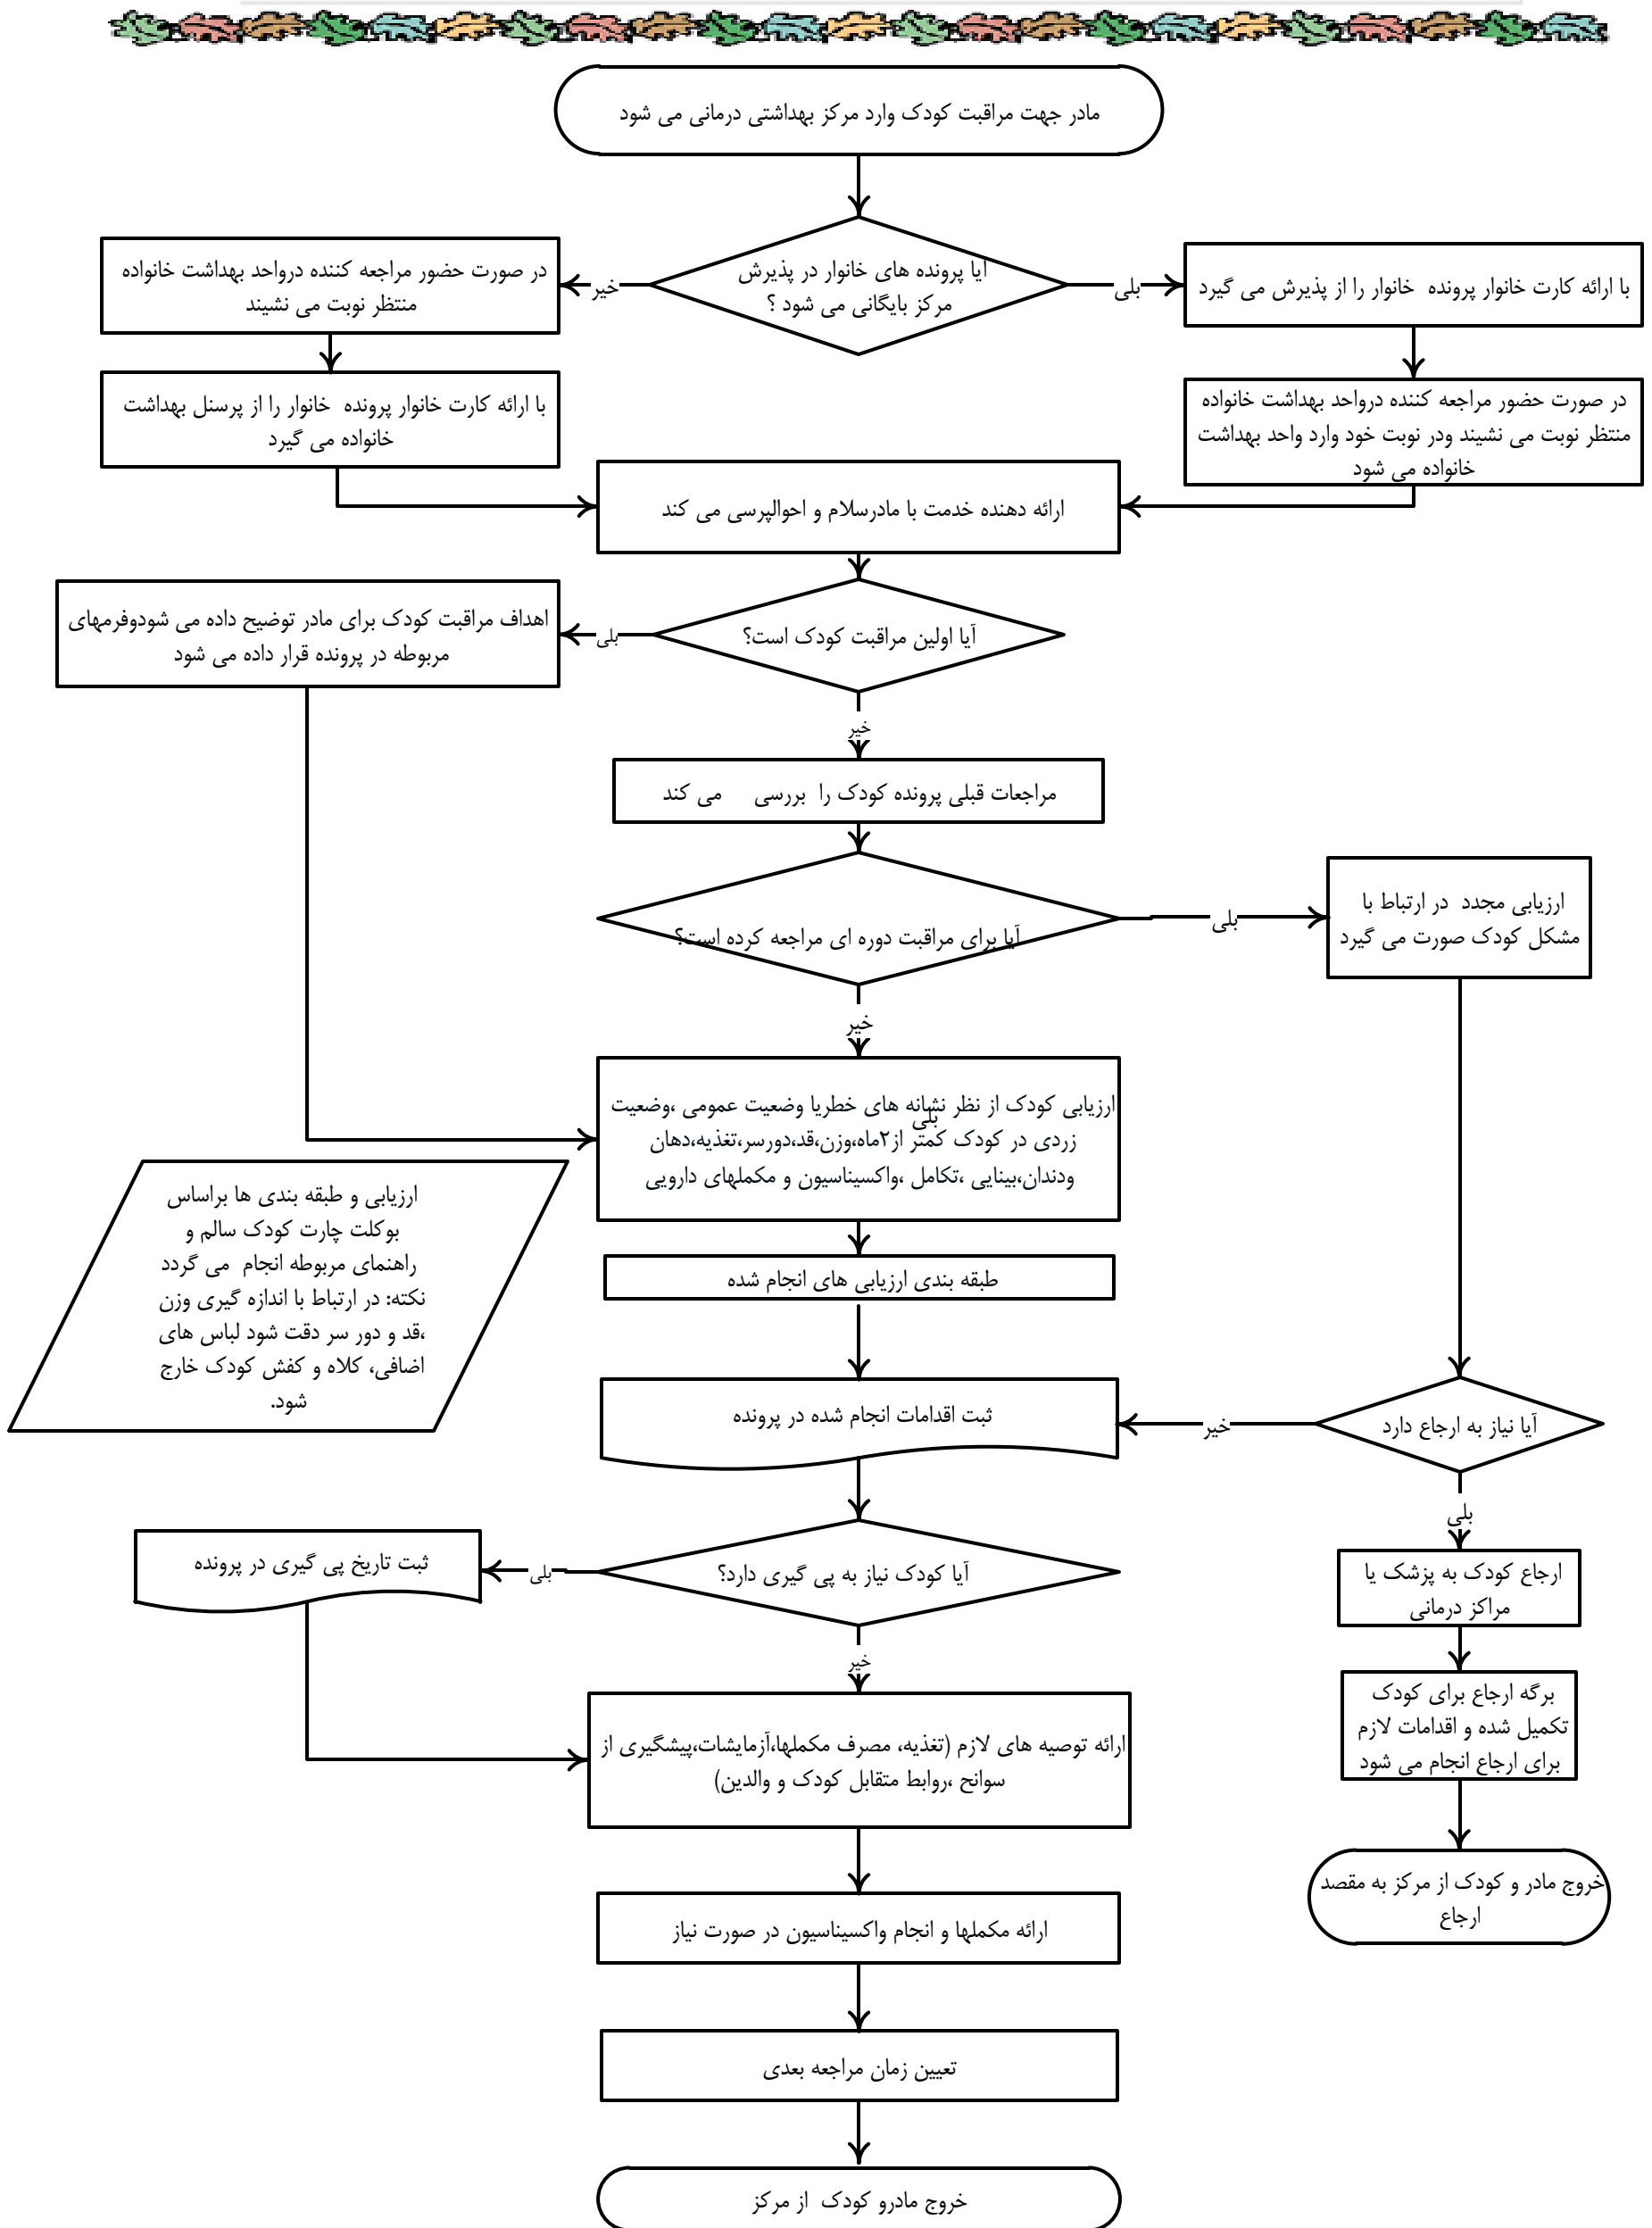 مادر جهت مراقبت کودک وارد مرکز بهداشتی درمانی می شود
آیا پرونده های خانوار در پذیرش
مرکز بایگانی می شود ؟
بلی
خیر
با ارائه کارت خانوار پرونده خانوار را از پذیرش می گیرد
در صورت حضور مراجعه کننده درواحد بهداشت خانواده
منتظر نوبت می نشیند
در صورت حضور مراجعه کننده درواحد بهداشت خانواده
منتظر نوبت می نشیند ودر نوبت خود وارد واحد بهداشت
خانواده می شود
با ارائه کارت خانوار پرونده خانوار را از پرسنل بهداشت
خانواده می گیرد
ارائه دهنده خدمت با مادرسلام و احوالپرسی می کند
آیا اولین مراقبت کودک است؟
بلی
اهداف مراقبت کودک برای مادر توضیح داده می شودوفرمهای
مربوطه در پرونده قرار داده می شود
خیر
مراجعات قبلی پرونده کودک را بررسی می کند
آیا برای مراقبت دوره ای مراجعه کرده است؟
بلی
ارزیابی مجدد در ارتباط با
مشکل کودک صورت می گیرد
خیر
ارزیابی کودک از نظر نشانه های خطریا وضعیت عمومی ،وضعیت
بلی
زردی در کودک کمتر از۲ماه،وزن،قد،دورسر،تغذیه،دهان
ودندان،بینایی ،تکامل ،واکسیناسیون و مکملهای دارویی
ارزیابی و طبقه بندی ها براساس
بوکلت چارت کودک سالم و
راهنمای مربوطه انجام می گردد
نکته: در ارتباط با اندازه گیری وزن
،قد و دور سر دقت شود لباس های
اضافی، کلاه و کفش کودک خارج
شود.
طبقه بندی ارزیابی های انجام شده
ثبت اقدامات انجام شده در پرونده
خیر
آیا نیاز به ارجاع دارد
بلی
ارجاع کودک به پزشک یا
مراکز درمانی
برگه ارجاع برای کودک
تکمیل شده و اقدامات لازم
برای ارجاع انجام می شود
خروج مادر و کودک از مرکز به مقصد
ارجاع
آیا کودک نیاز به پی گیری دارد؟
بلی
ثبت تاریخ پی گیری در پرونده
خیر
ارائه توصیه های لازم (تغذیه، مصرف مکملها،آزمایشات،پیشگیری از
سوانح ،روابط متقابل کودک و والدین)
ارائه مکملها و انجام واکسیناسیون در صورت نیاز
تعیین زمان مراجعه بعدی
خروج مادرو کودک از مرکز